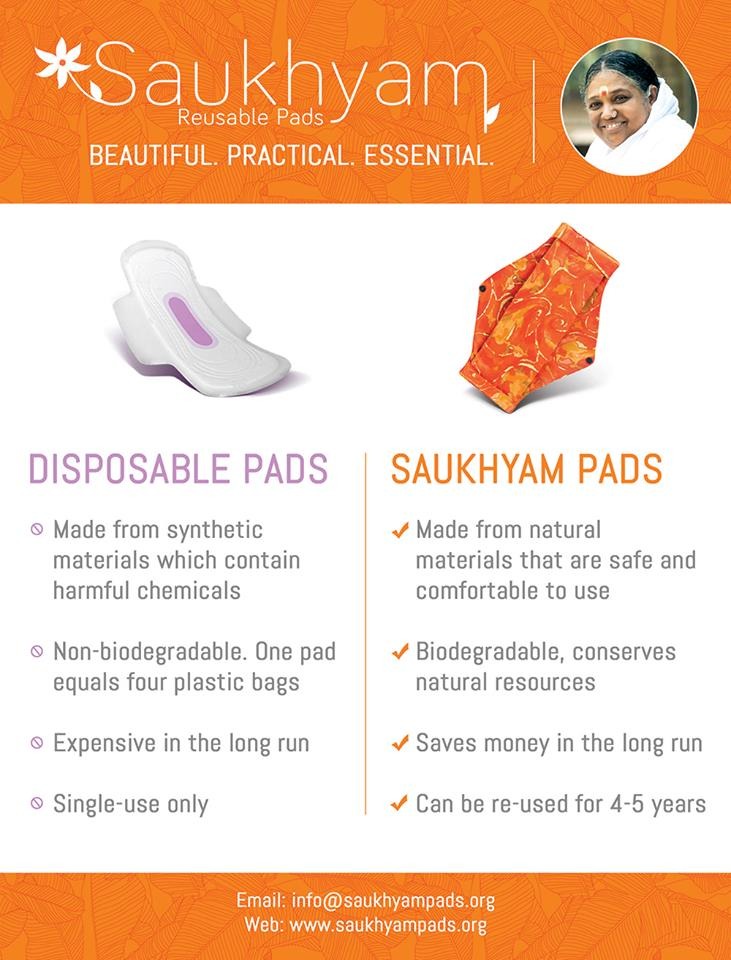 Saukhyam
Reusable Pads
BEAUTIFUL. PRACTICAL. ESSENTIAL.
DISPOSABLE PADS
Made from synthetic
materials which contain
harmful chemicals
Non-biodegradable. One pad
equals four plastic bags
Expensive in the long run
Single-use only
SAUKHYAM PADS
Made from natural
materials that are safe and
comfortable to use
Biodegradable, conserves
natural resources
Saves money in the long run
Can be re-used for 4-5 years
Email: info@saukhyampads.org
Web: www.saukhyampads.org